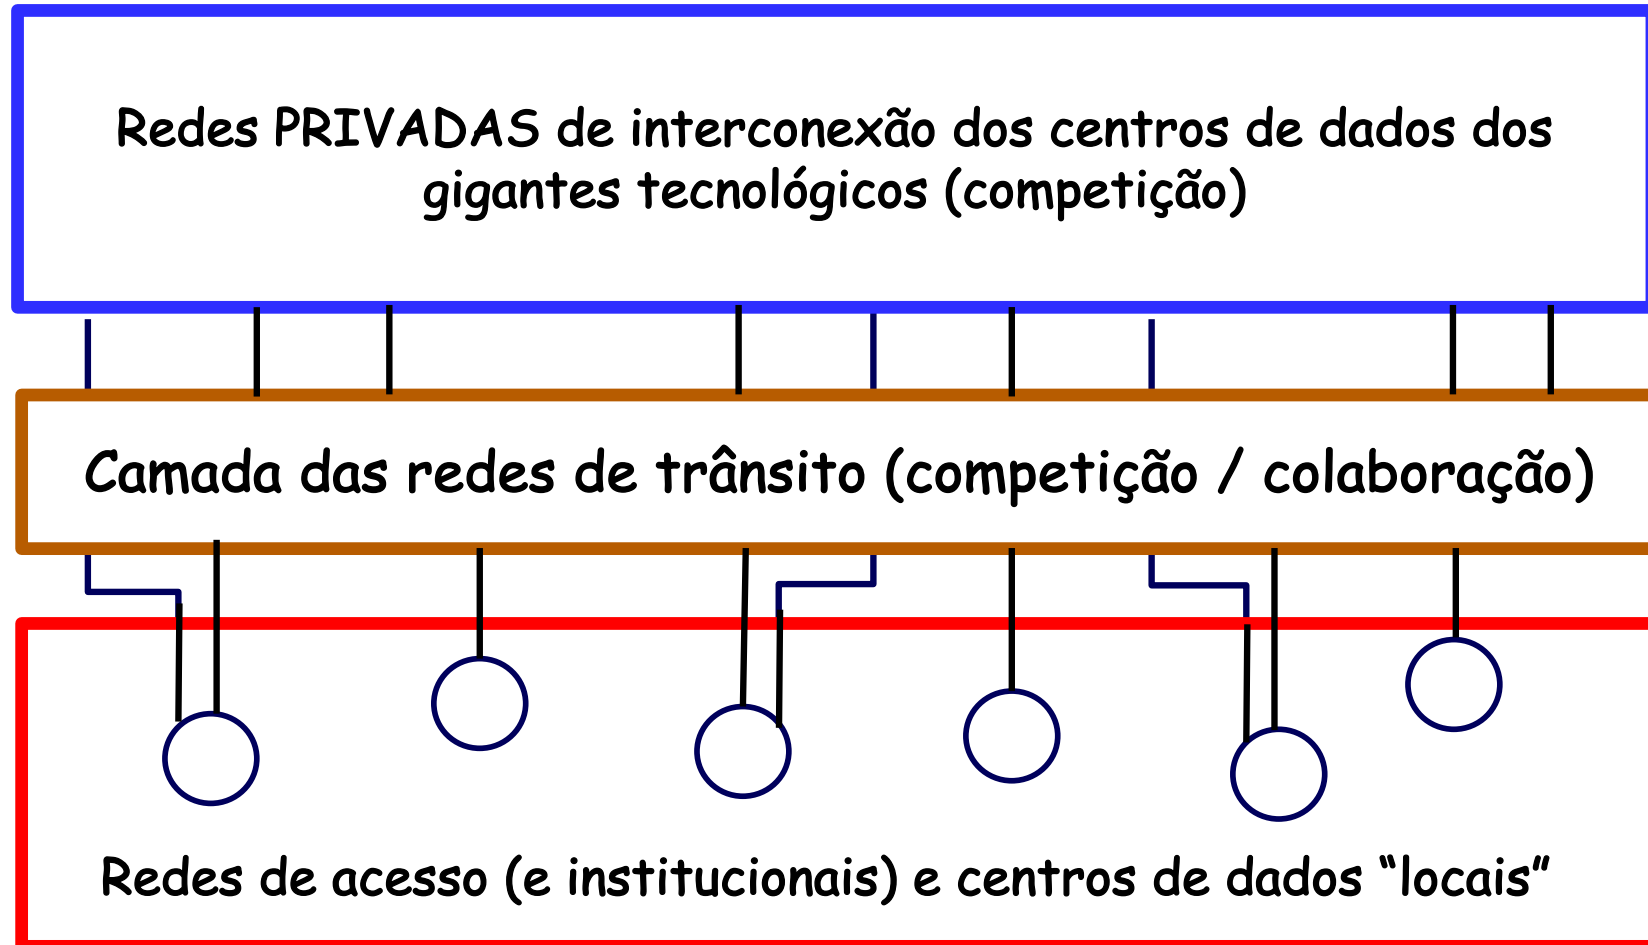 Redes PRIVADAS de interconexão dos centros de dados dos
gigantes tecnológicos (competição)
Camada das redes de trânsito (competição / colaboração)
Redes de acesso (e institucionais) e centros de dados “locais”